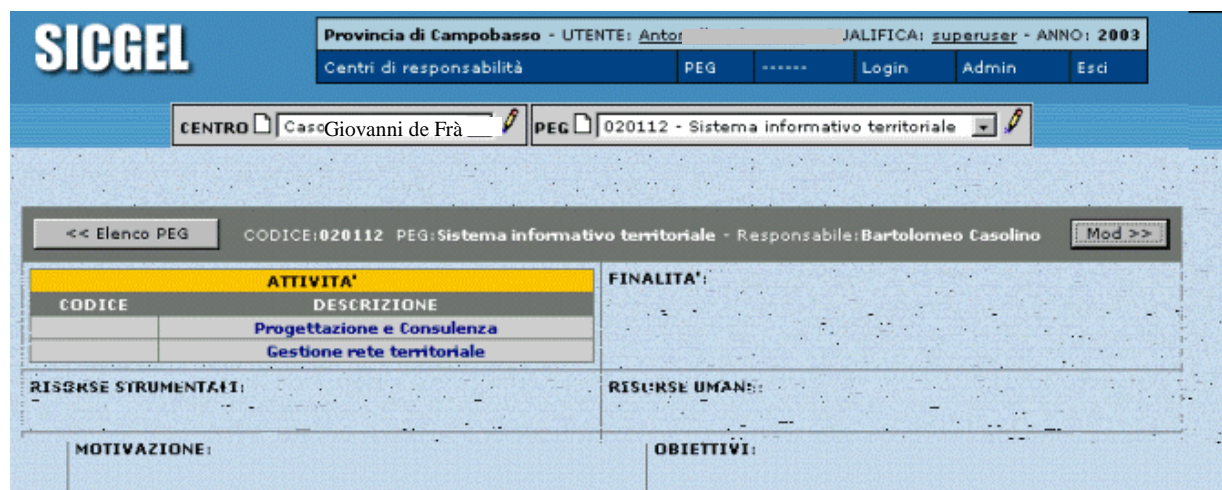 SICGEL
Provincia di Campobasso - UTENTE: JALIFICA: superuser - ANNO: 2003
Centri di responsabilità PEG ------ Login Admin Esci
CENTRO Giovanni de Frà PEG 020112 - Sistema informativo territoriale
<< Elenco PEG CODICE:020112 PEG:Sistema informativo territoriale - Responsabile:Bartolomeo Casolino Mod >>
ATTIVITA'
CODICE DESCRIZIONE
Progettazione e Consulenza
Gestione rete territoriale
FINALITA':
RISORSE STRUMENTALI:
RISORSE UMANE:
MOTIVAZIONE:
OBIETTIVI: